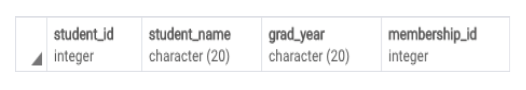 student_id student_name grad_year membership_id
integer character (20) character (20) integer